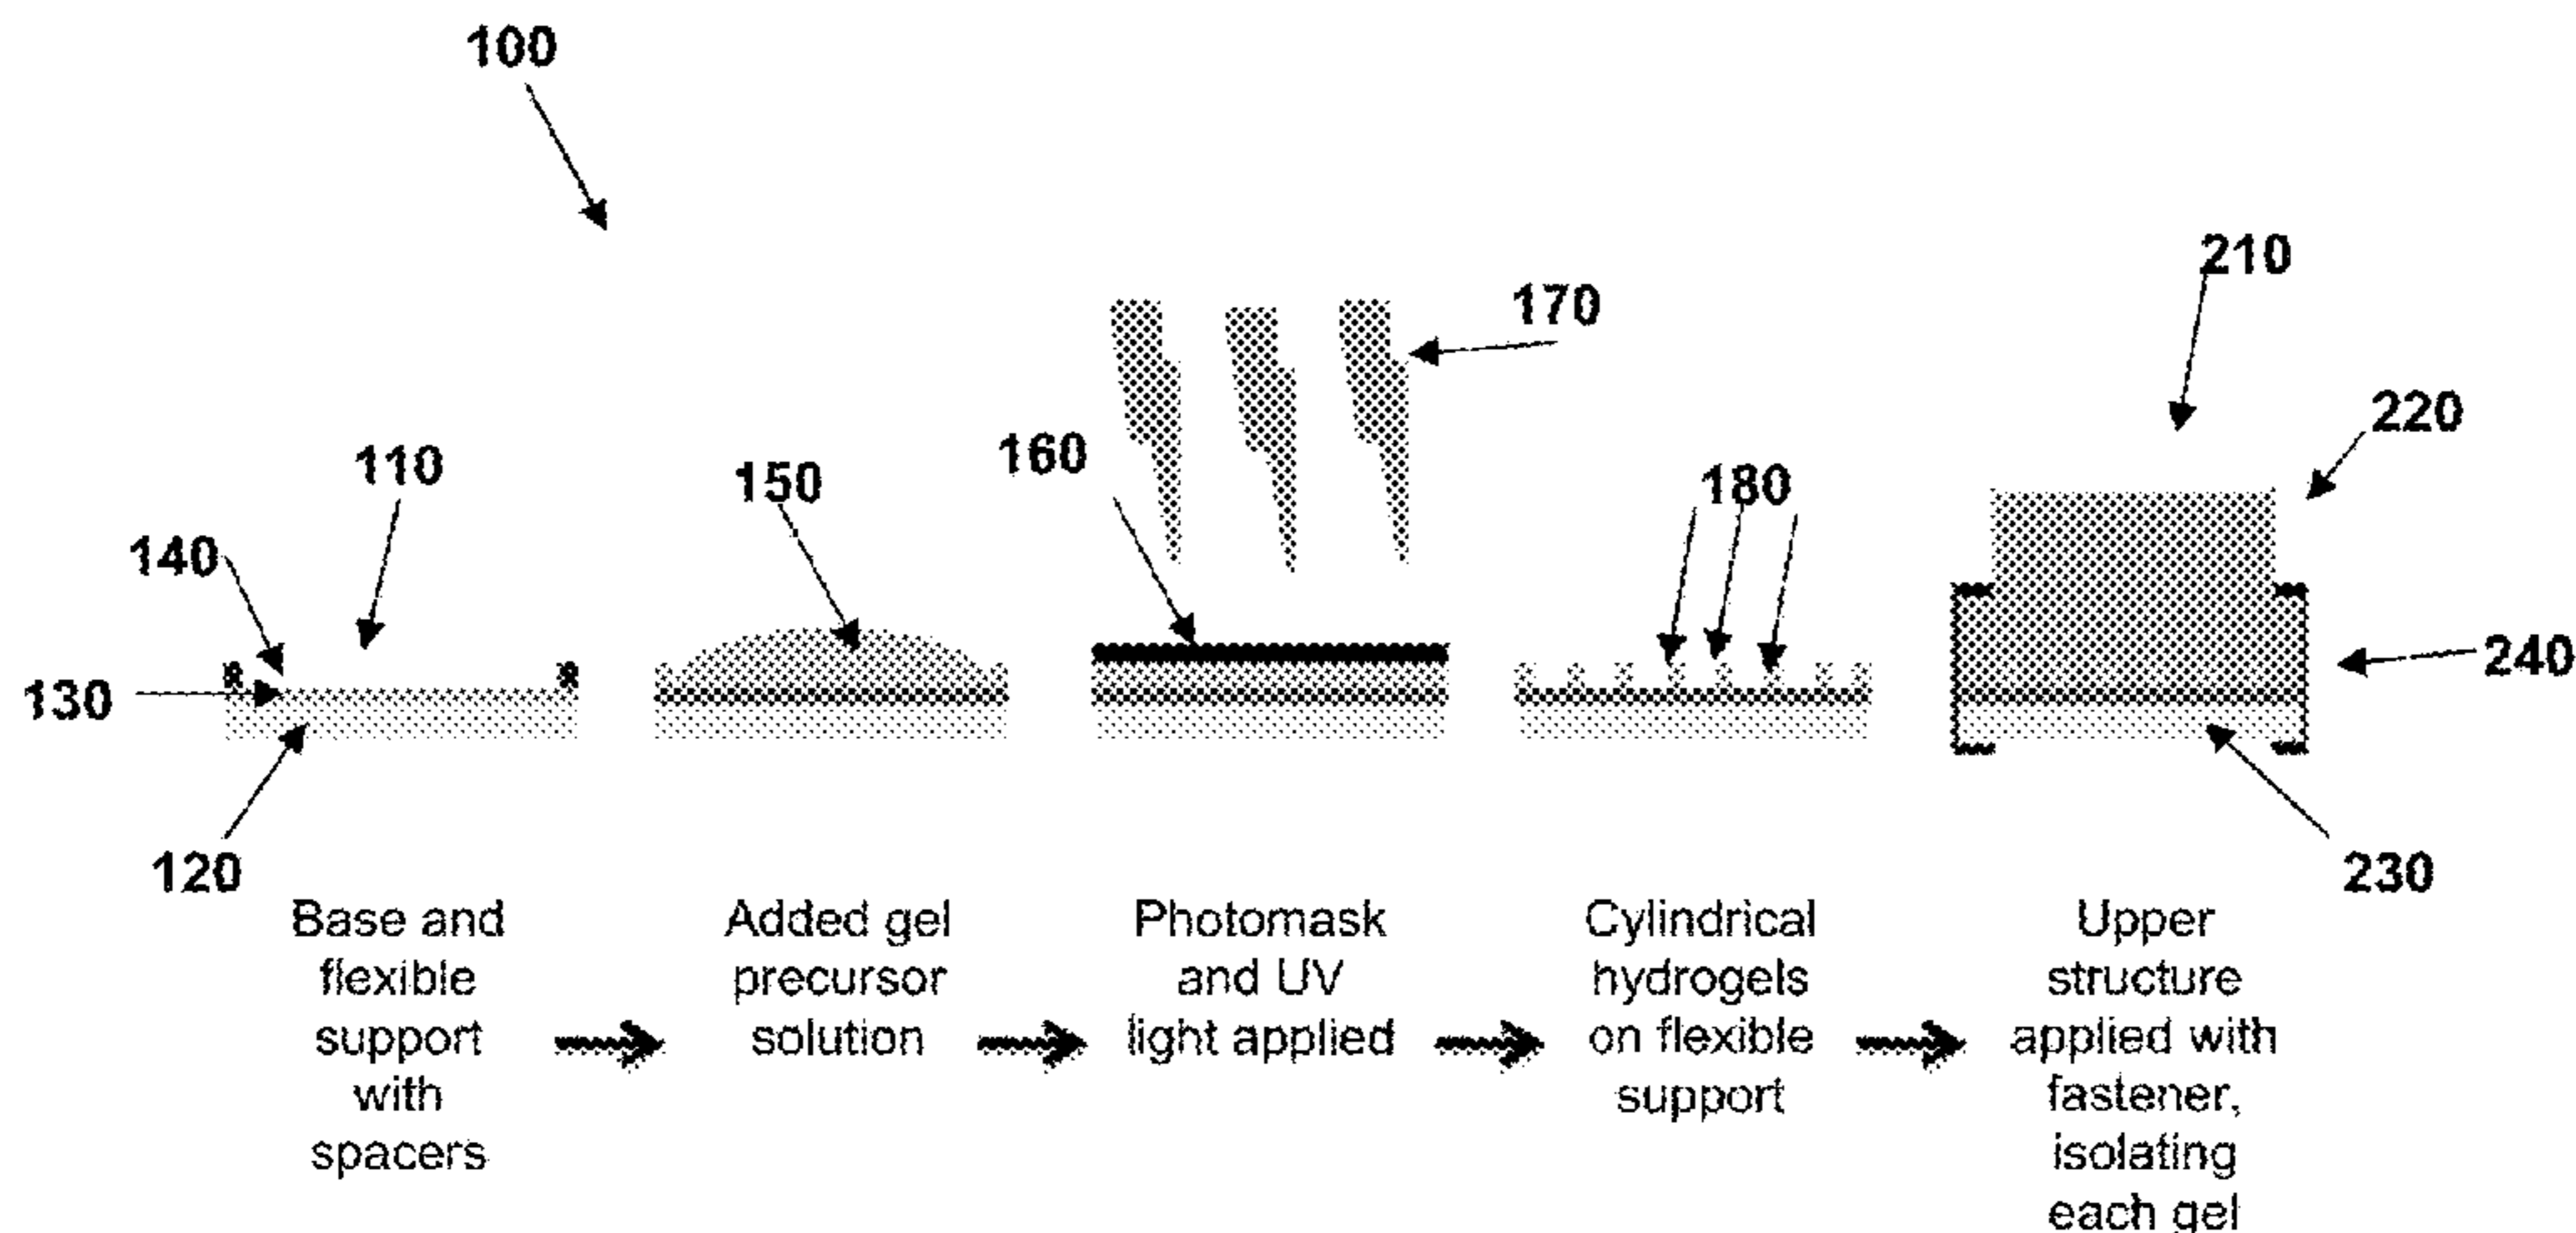 100
210
170
220
160
110
150
180
140
240
130
120
230
Base and
flexible
support
with
spacers
Added gel
precursor
solution
Photomask
and UV
light applied
Cylindrical
hydrogels
on flexible
support
Upper
structure
applied with
fastener,
isolating
each gel